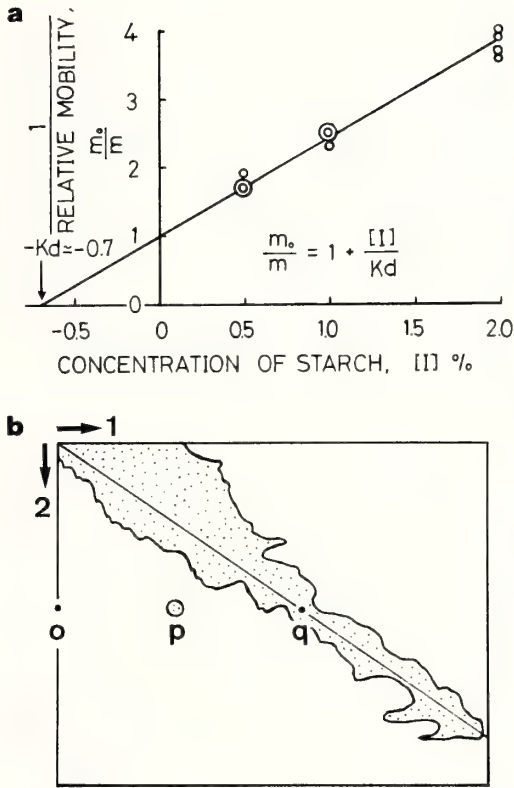 a
1
RELATIVE MOBILITY,
m₀
m
4
3
2
1
0
-Kd≃-0.7
m₀/m = 1 + [I]/Kd
-0.5 0 0.5 1.0 1.5 2.0
CONCENTRATION OF STARCH, [I] %
b
1
2
o p q